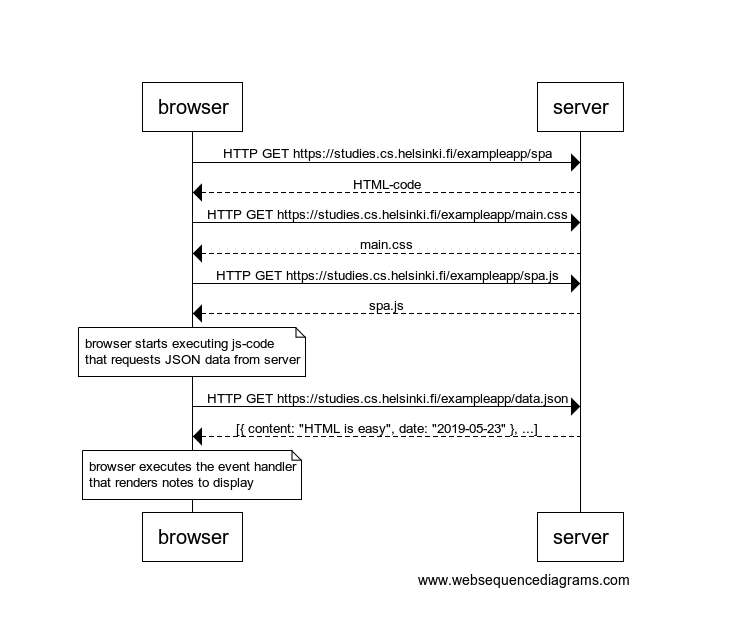 browser
server
HTTP GET https://studies.cs.helsinki.fi/exampleapp/spa
HTML-code
HTTP GET https://studies.cs.helsinki.fi/exampleapp/main.css
main.css
HTTP GET https://studies.cs.helsinki.fi/exampleapp/spa.js
spa.js
browser starts executing js-code
that requests JSON data from server
HTTP GET https://studies.cs.helsinki.fi/exampleapp/data.json
[{ content: "HTML is easy", date: "2019-05-23" }, ...]
browser executes the event handler
that renders notes to display
browser
server
www.websequencediagrams.com